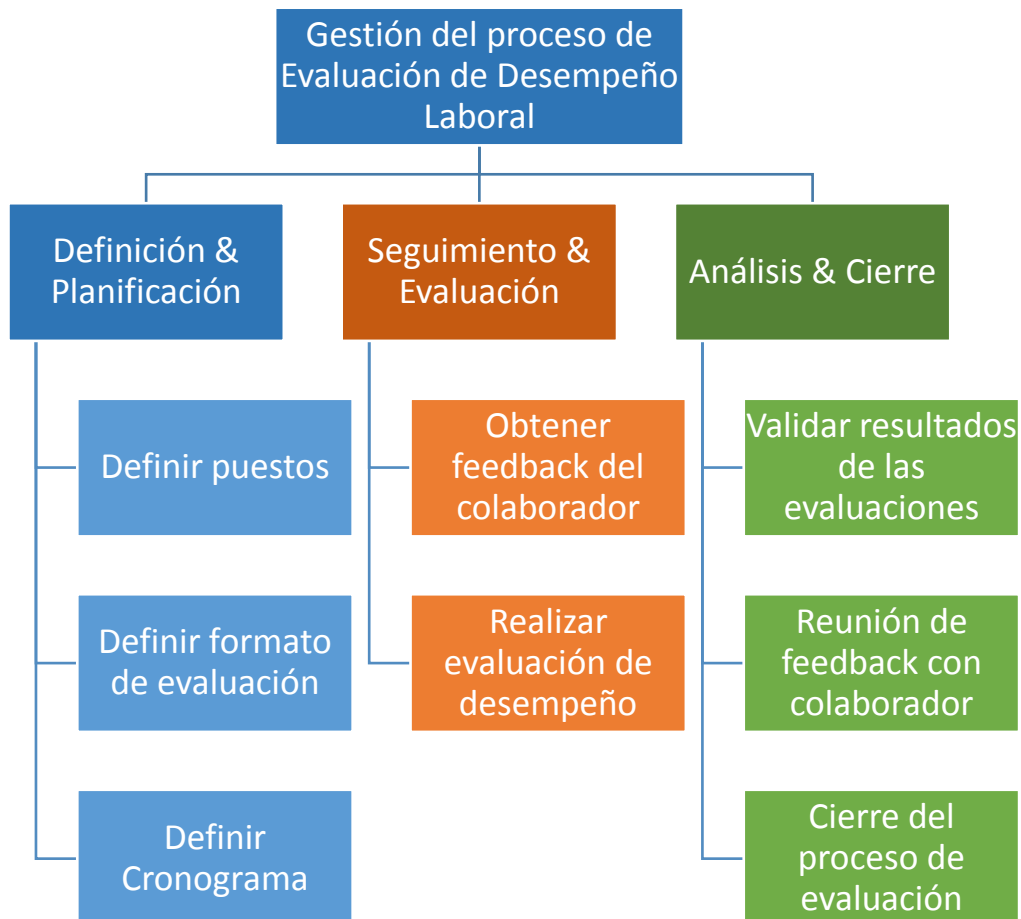 Gestión del proceso de
Evaluación de Desempeño
Laboral
Definición &
Planificación
Seguimiento &
Evaluación
Análisis & Cierre
Definir puestos
Definir formato
de evaluación
Definir
Cronograma
Obtener
feedback del
colaborador
Realizar
evaluación de
desempeño
Validar resultados
de las
evaluaciones
Reunión de
feedback con
colaborador
Cierre del
proceso de
evaluación